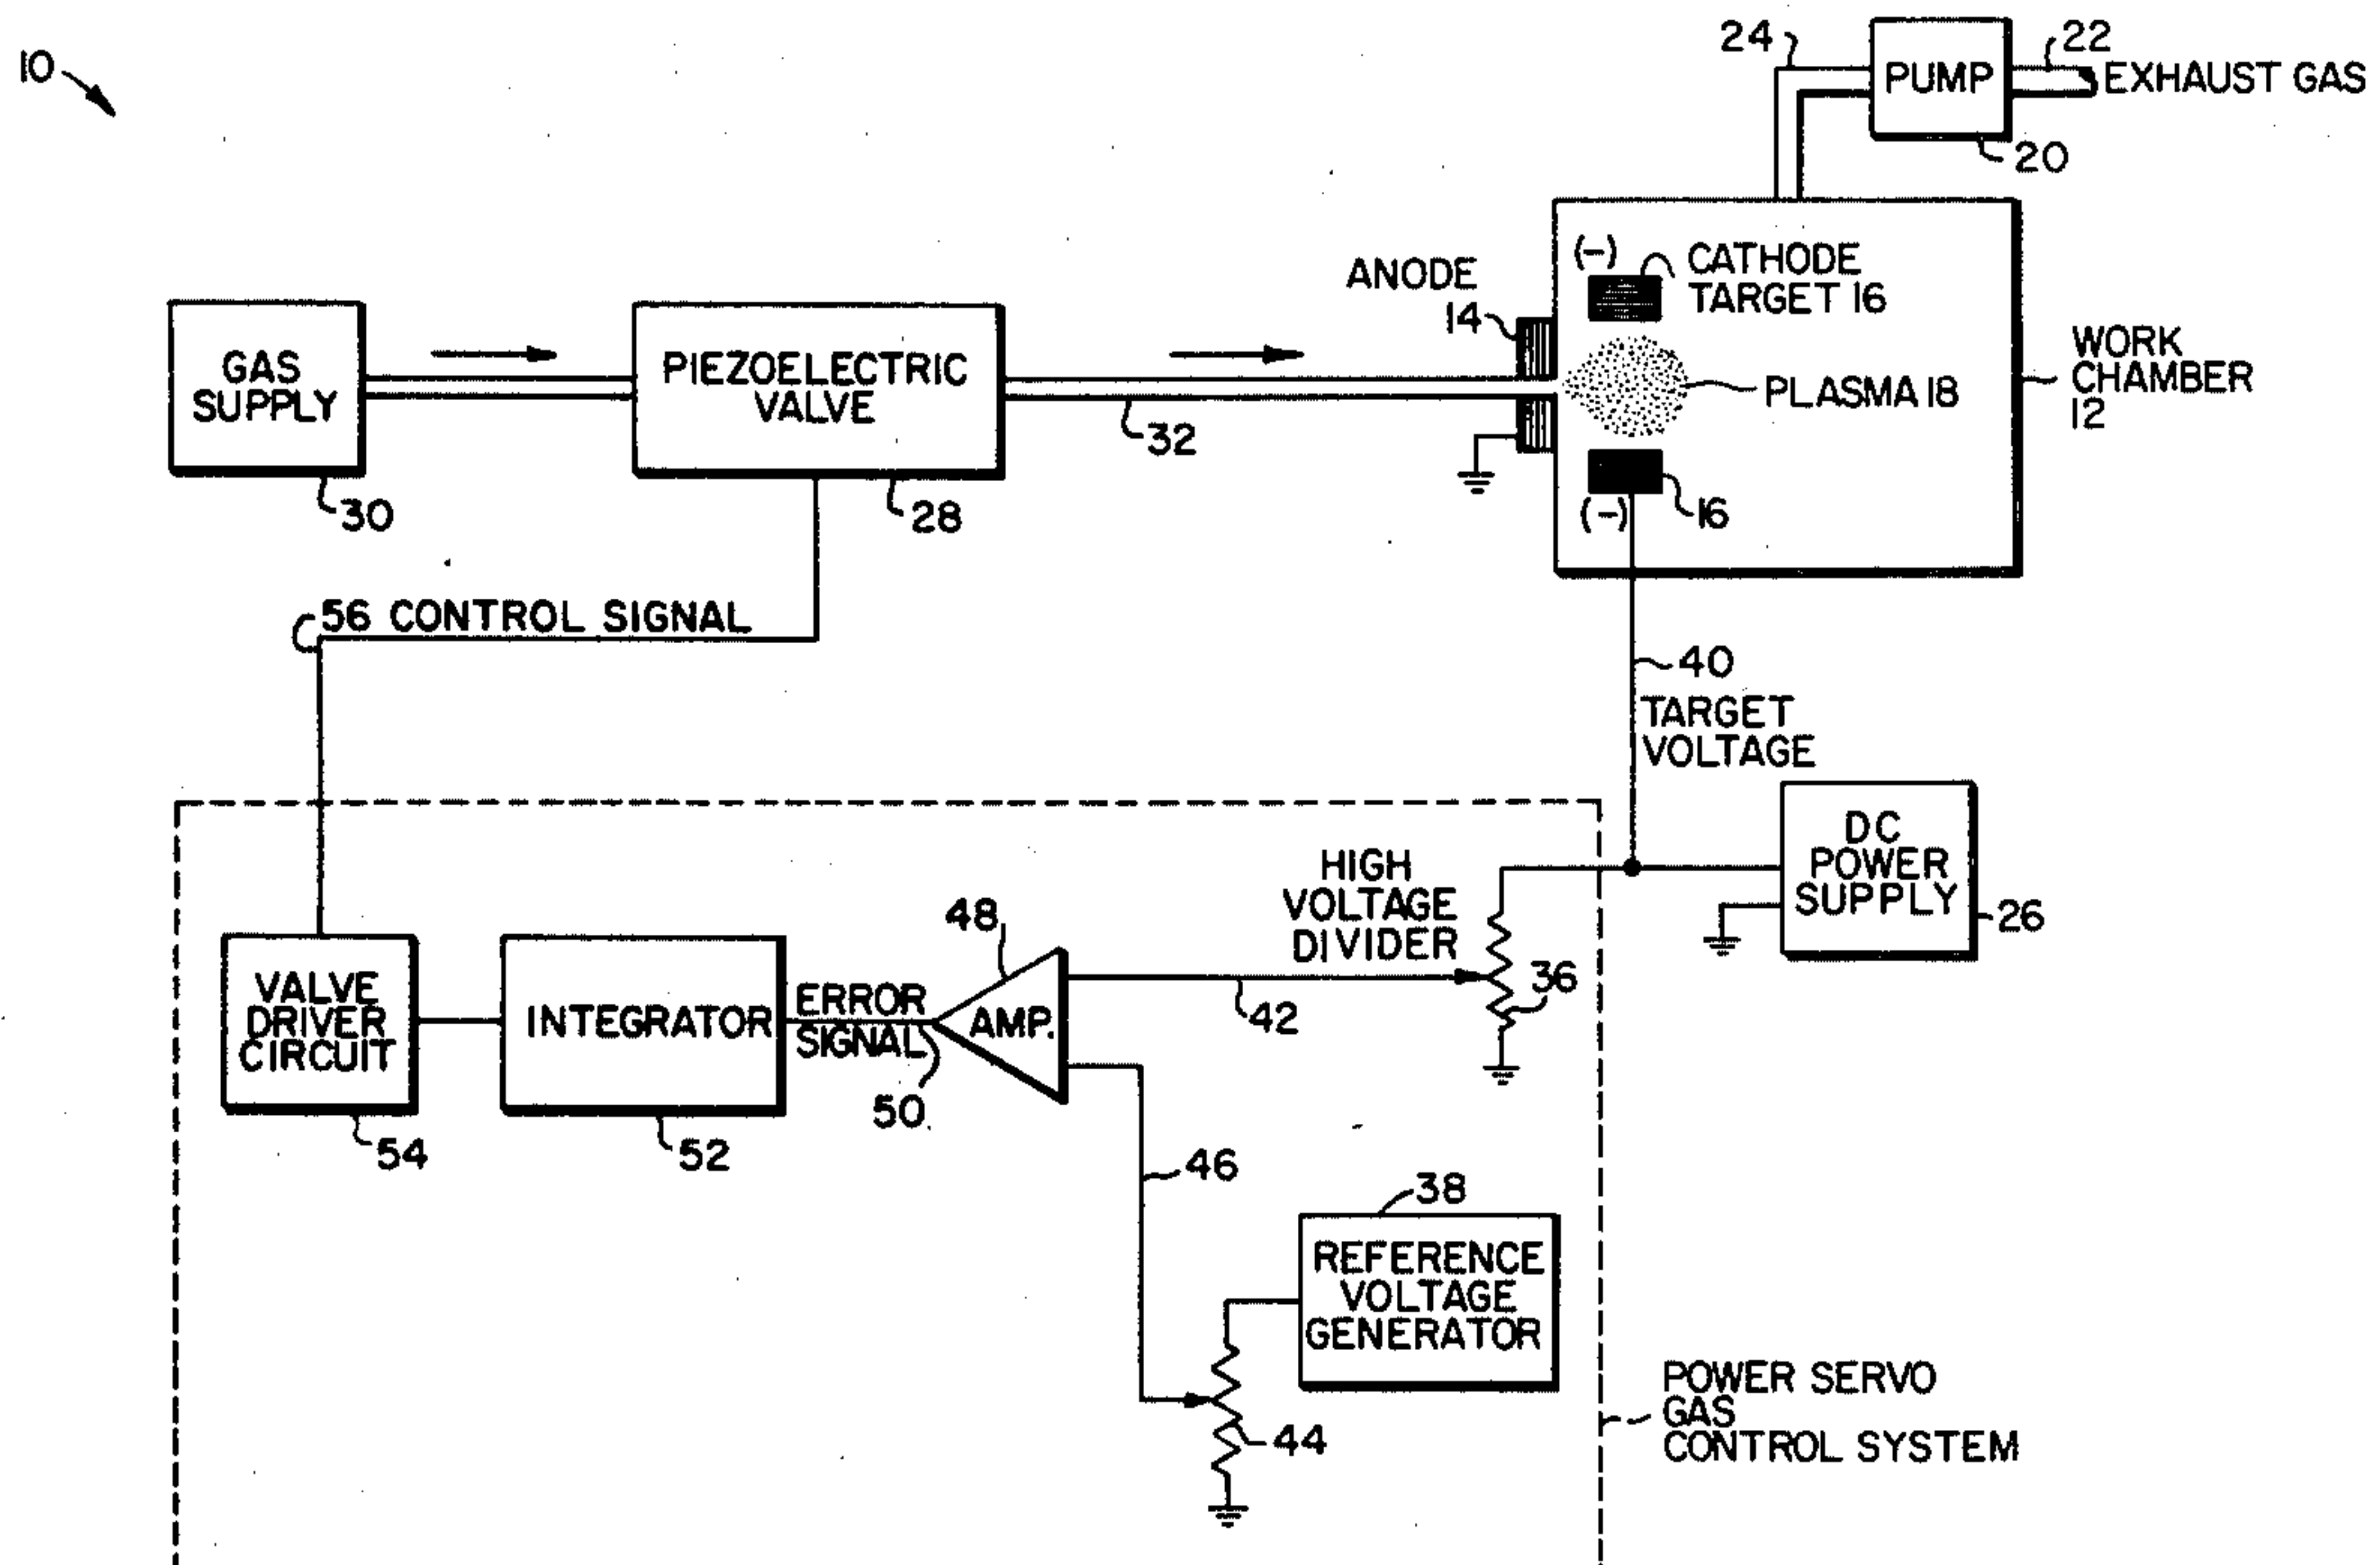 10
24
PUMP
22
EXHAUST GAS
20
(-)
CATHODE
TARGET 16
ANODE
14
GAS
SUPPLY
PIEZOELECTRIC
VALVE
PLASMA 18
WORK
CHAMBER
12
32
30
28
(-)
16
56 CONTROL SIGNAL
40
TARGET
VOLTAGE
DC
POWER
SUPPLY
26
HIGH
VOLTAGE
DIVIDER
48
36
VALVE
DRIVER
CIRCUIT
INTEGRATOR
ERROR
SIGNAL
AMP.
42
50
54
52
46
38
REFERENCE
VOLTAGE
GENERATOR
44
POWER SERVO
GAS
CONTROL SYSTEM